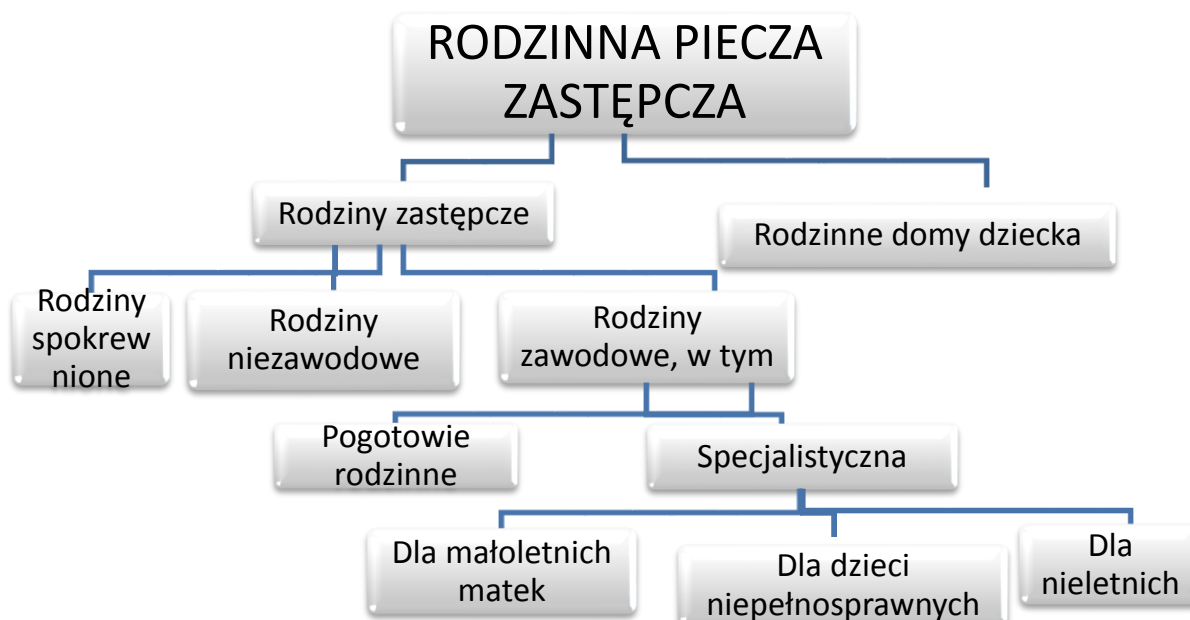 RODZINNA PIECZA
ZASTĘPCZA
Rodziny zastępcze
Rodzinne domy dziecka
Rodziny
spokrew
nione
Rodziny
niezawodowe
Rodziny
zawodowe, w tym
Pogotowie
rodzinne
Specjalistyczna
Dla małoletnich
matek
Dla dzieci
niepełnosprawnych
Dla
nieletnich